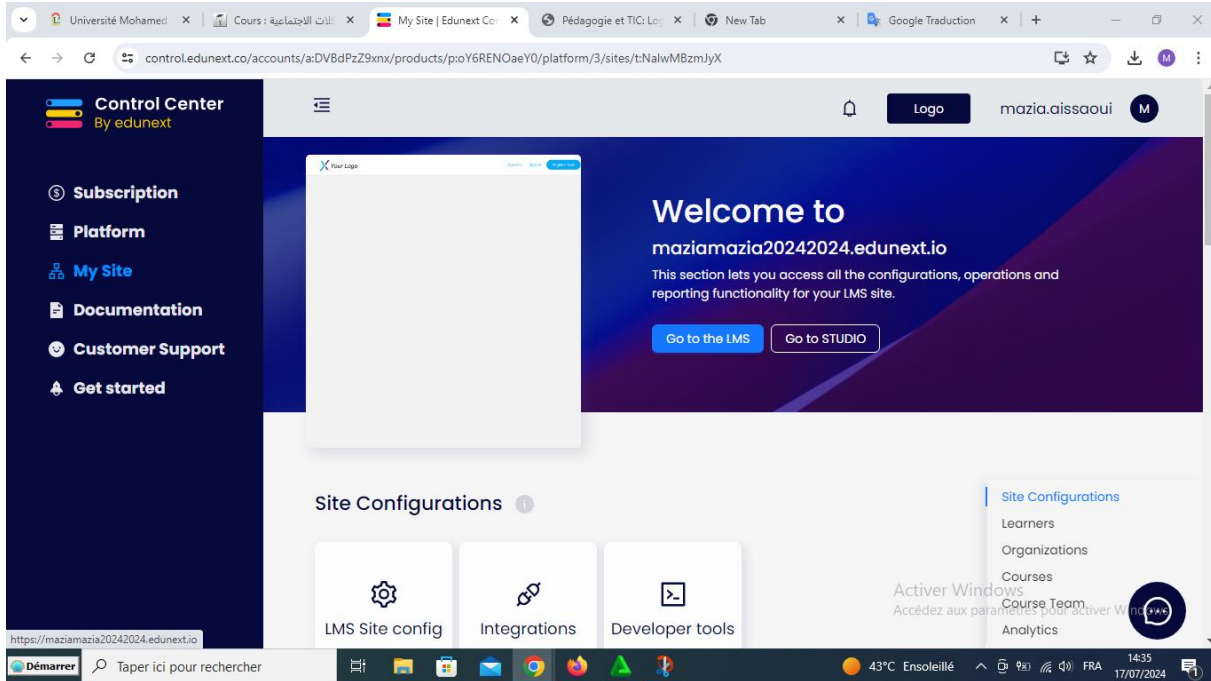 Université Mohamed
Cours : للات الاجتماعية
My Site | Edunext Con
Pédagogie et TIC: Log
New Tab
Google Traduction
control.edunext.co/accounts/a:DVBdPzZ9xnx/products/p:oY6RENOaeY0/platform/3/sites/t:NalwMBzmJyX
M
Control Center
By edunext
Logo
mazia.aissaoui
M
Subscription
Platform
My Site
Documentation
Customer Support
Get started
Your Logo
Welcome to
maziamazia20242024.edunext.io
This section lets you access all the configurations, operations and
reporting functionality for your LMS site.
Go to the LMS
Go to STUDIO
Site Configurations
Site Configurations
Learners
Organizations
Courses
Course Team
Analytics
LMS Site config
Integrations
Developer tools
Activer Windows
Accédez aux paramètres pour activer Windows
https://maziamazia20242024.edunext.io
Démarrer
Taper ici pour rechercher
43°C Ensoleillé
FRA
14:35
17/07/2024
1